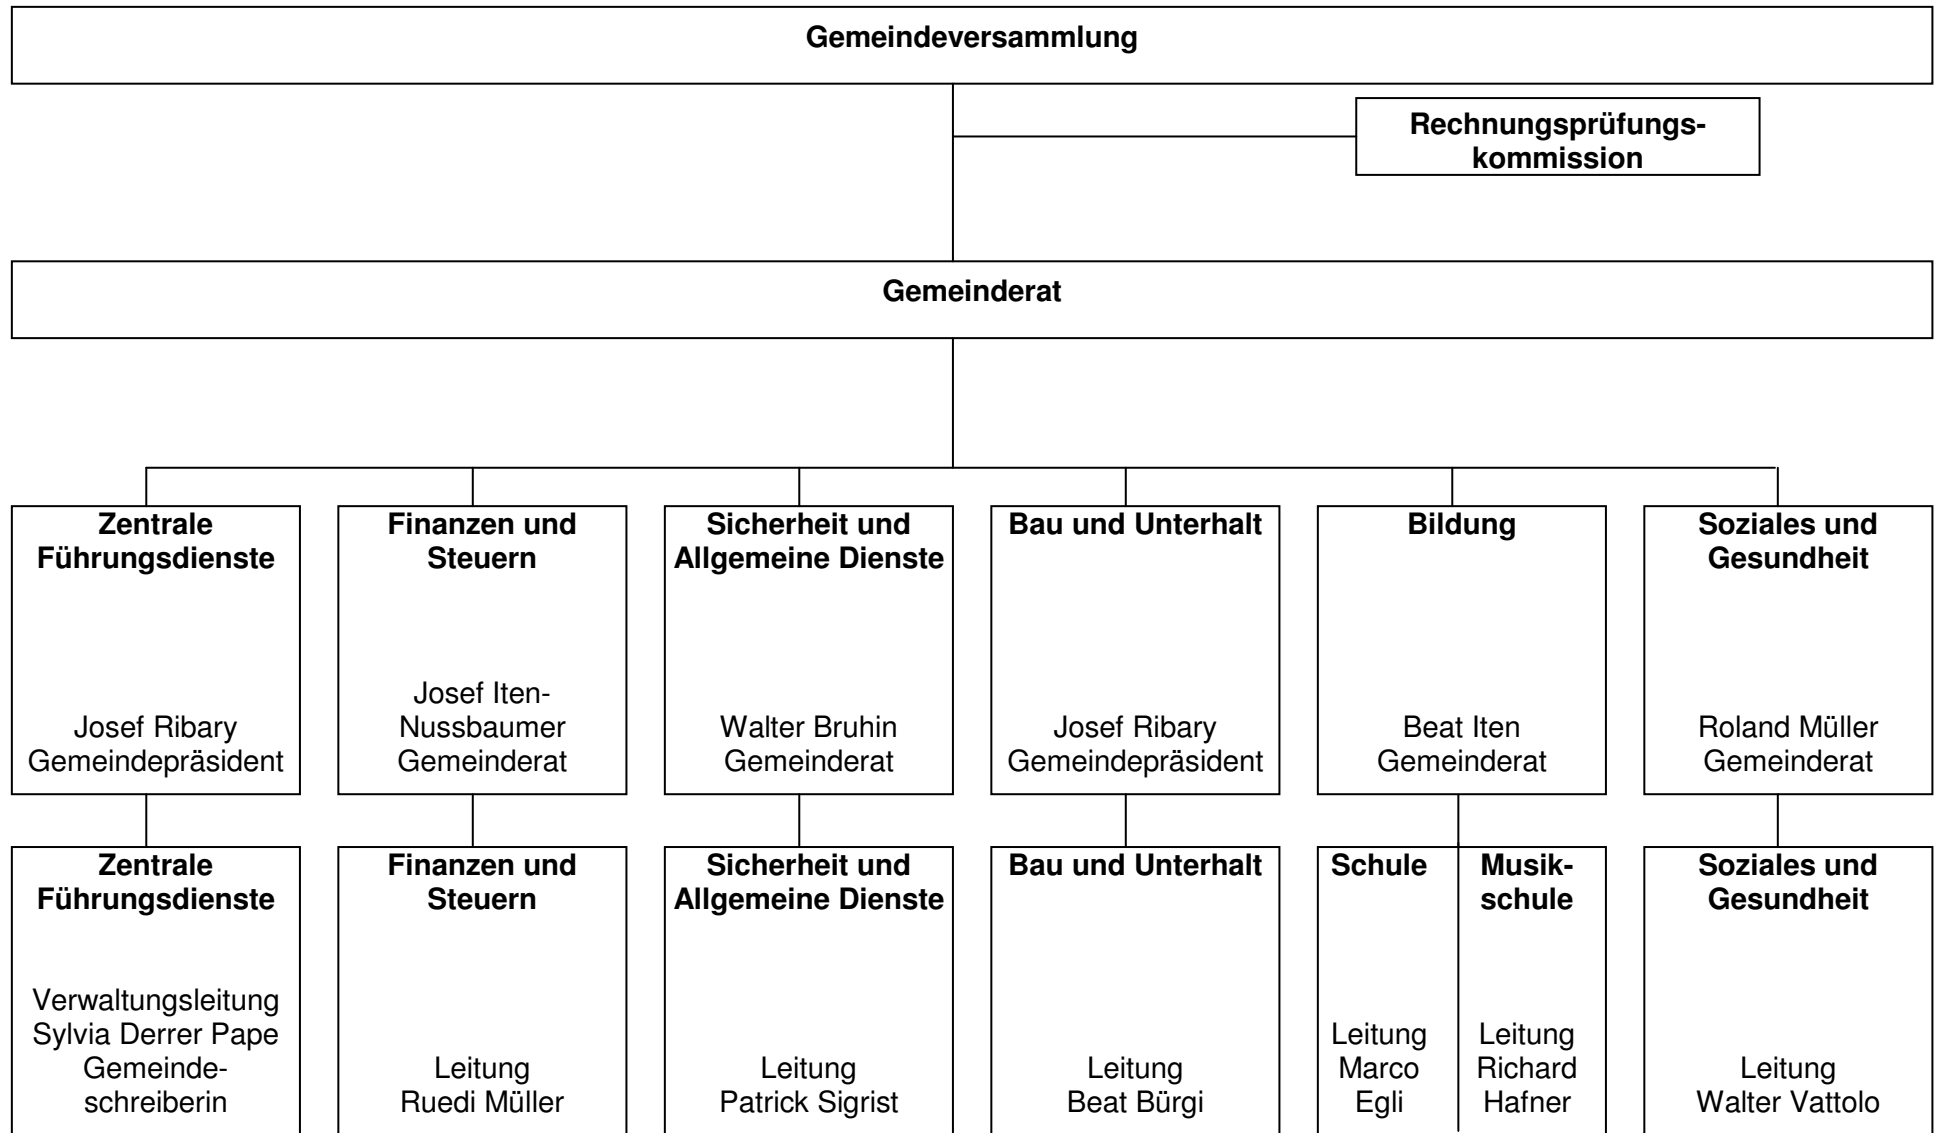 Gemeindeversammlung
Rechnungsprüfungs-
kommission
Gemeinderat
Zentrale
Führungsdienste
Josef Ribary
Gemeindepräsident
Finanzen und
Steuern
Josef Iten-
Nussbaumer
Gemeinderat
Sicherheit und
Allgemeine Dienste
Walter Bruhin
Gemeinderat
Bau und Unterhalt
Josef Ribary
Gemeindepräsident
Bildung
Beat Iten
Gemeinderat
Soziales und
Gesundheit
Roland Müller
Gemeinderat
Zentrale
Führungsdienste
Verwaltungsleitung
Sylvia Derrer Pape
Gemeinde-
schreiberin
Finanzen und
Steuern
Leitung
Ruedi Müller
Sicherheit und
Allgemeine Dienste
Leitung
Patrick Sigrist
Bau und Unterhalt
Leitung
Beat Bürgi
Schule
Leitung
Marco
Egli
Musik-
schule
Leitung
Richard
Hafner
Soziales und
Gesundheit
Leitung
Walter Vattolo